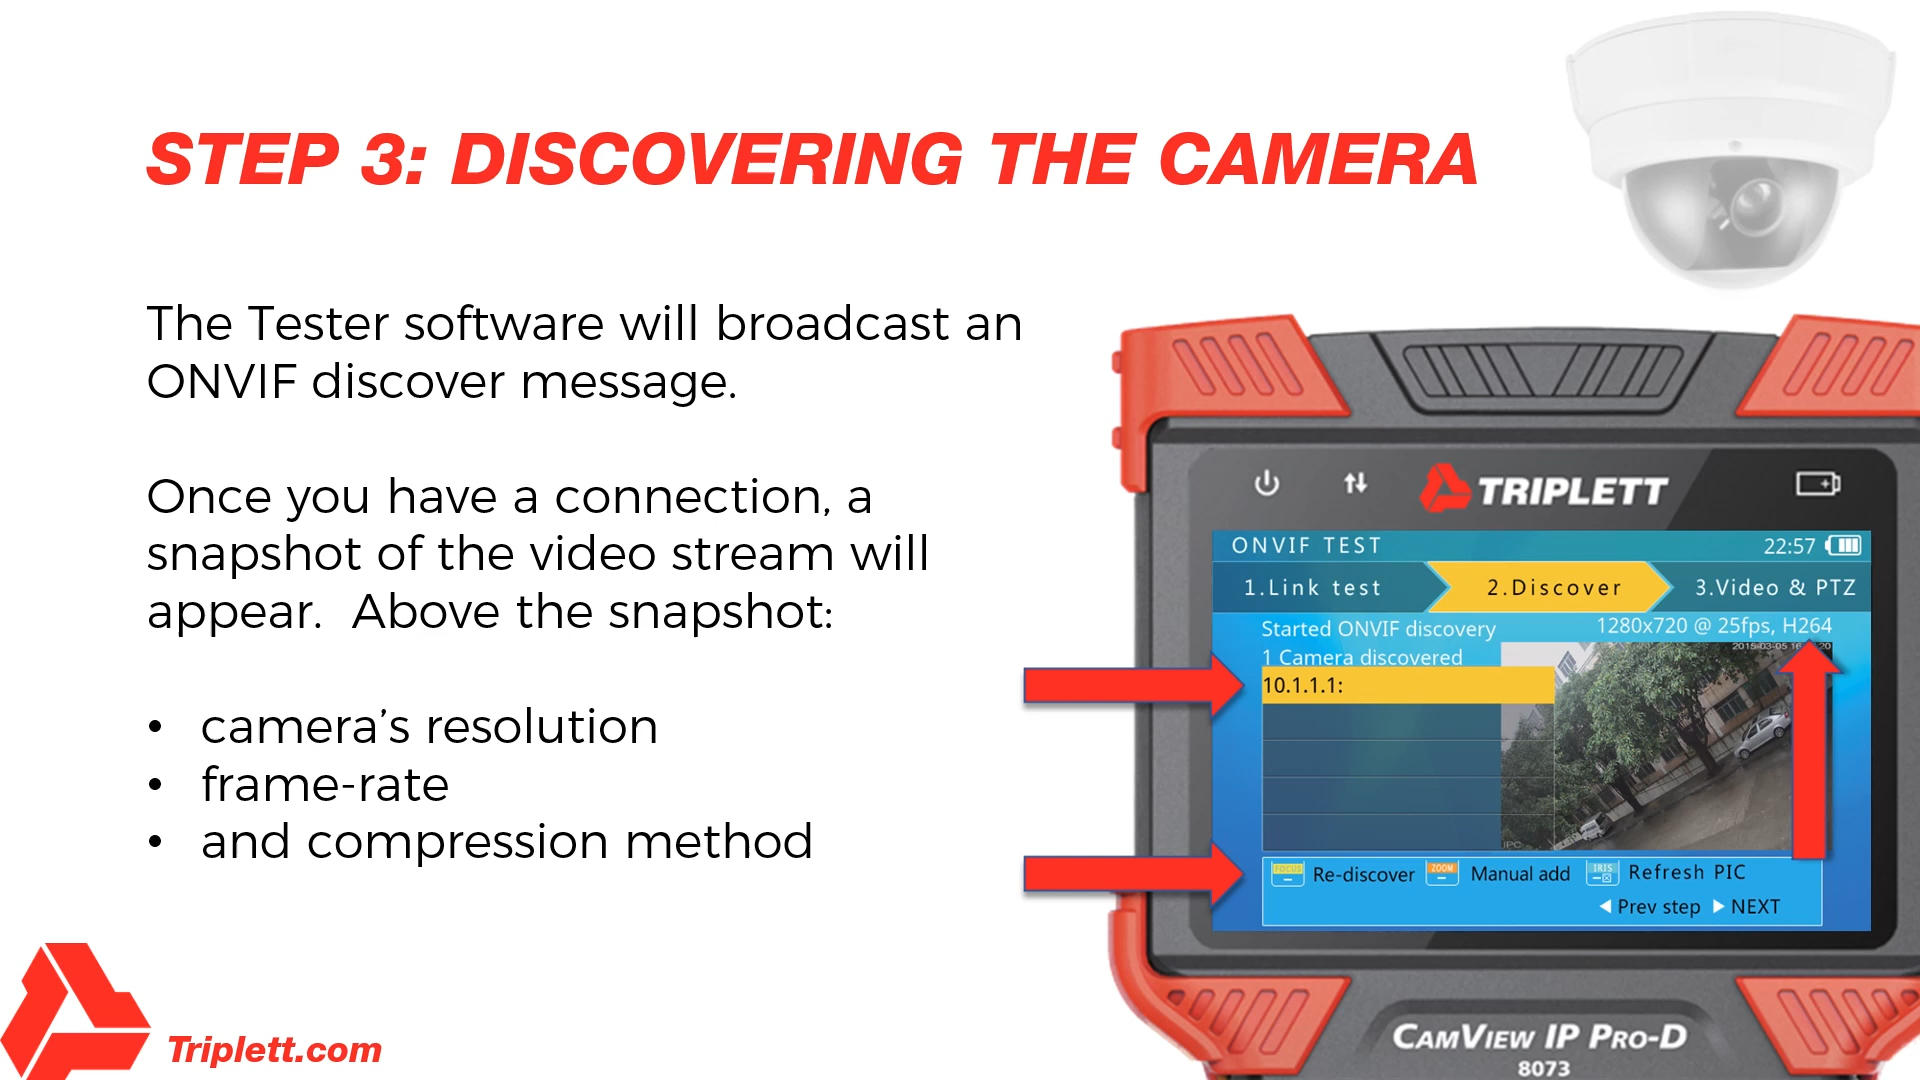 STEP 3: DISCOVERING THE CAMERA
The Tester software will broadcast an
ONVIF discover message.
Once you have a connection, a
snapshot of the video stream will
appear.  Above the snapshot:
• camera’s resolution
• frame-rate
• and compression method
TRIPLETT
ONVIF TEST 22:57
1.Link test 2.Discover 3.Video & PTZ
Started ONVIF discovery 1280x720 @ 25fps, H264
1 Camera discovered
10.1.1.1:
IPC
FOCUS Re-discover ZOOM Manual add IRIS Refresh PIC
Prev step NEXT
CAMVIEW IP PRO-D
8073
Triplett.com